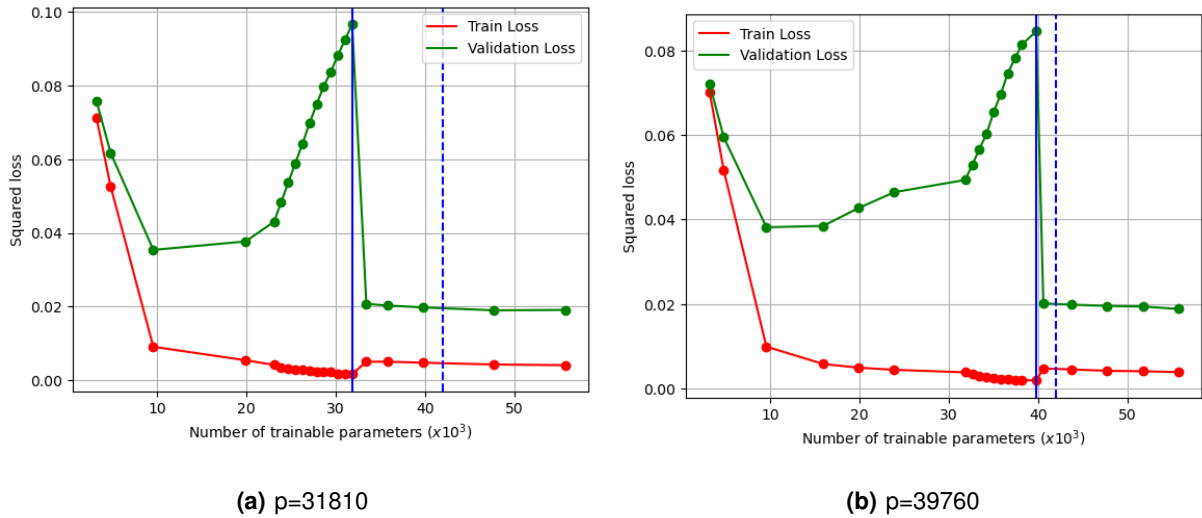 Train Loss
Validation Loss
0.10
0.08
0.06
0.04
0.02
0.00
Squared loss
10
20
30
40
50
Number of trainable parameters (x10³)
(a) p=31810
Train Loss
Validation Loss
0.08
0.06
0.04
0.02
0.00
Squared loss
10
20
30
40
50
Number of trainable parameters (x10³)
(b) p=39760